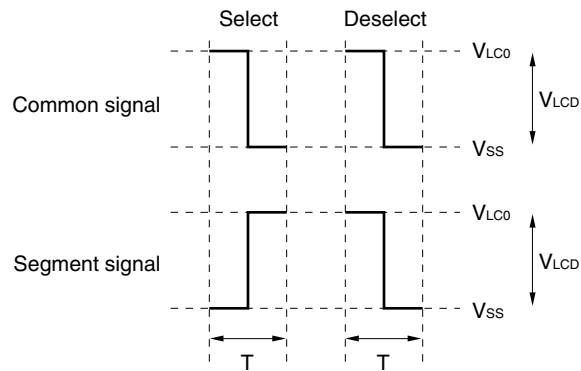 Select Deselect
VLC0
Common signal
VLCD
VSS
VLC0
Segment signal
VLCD
VSS
T T